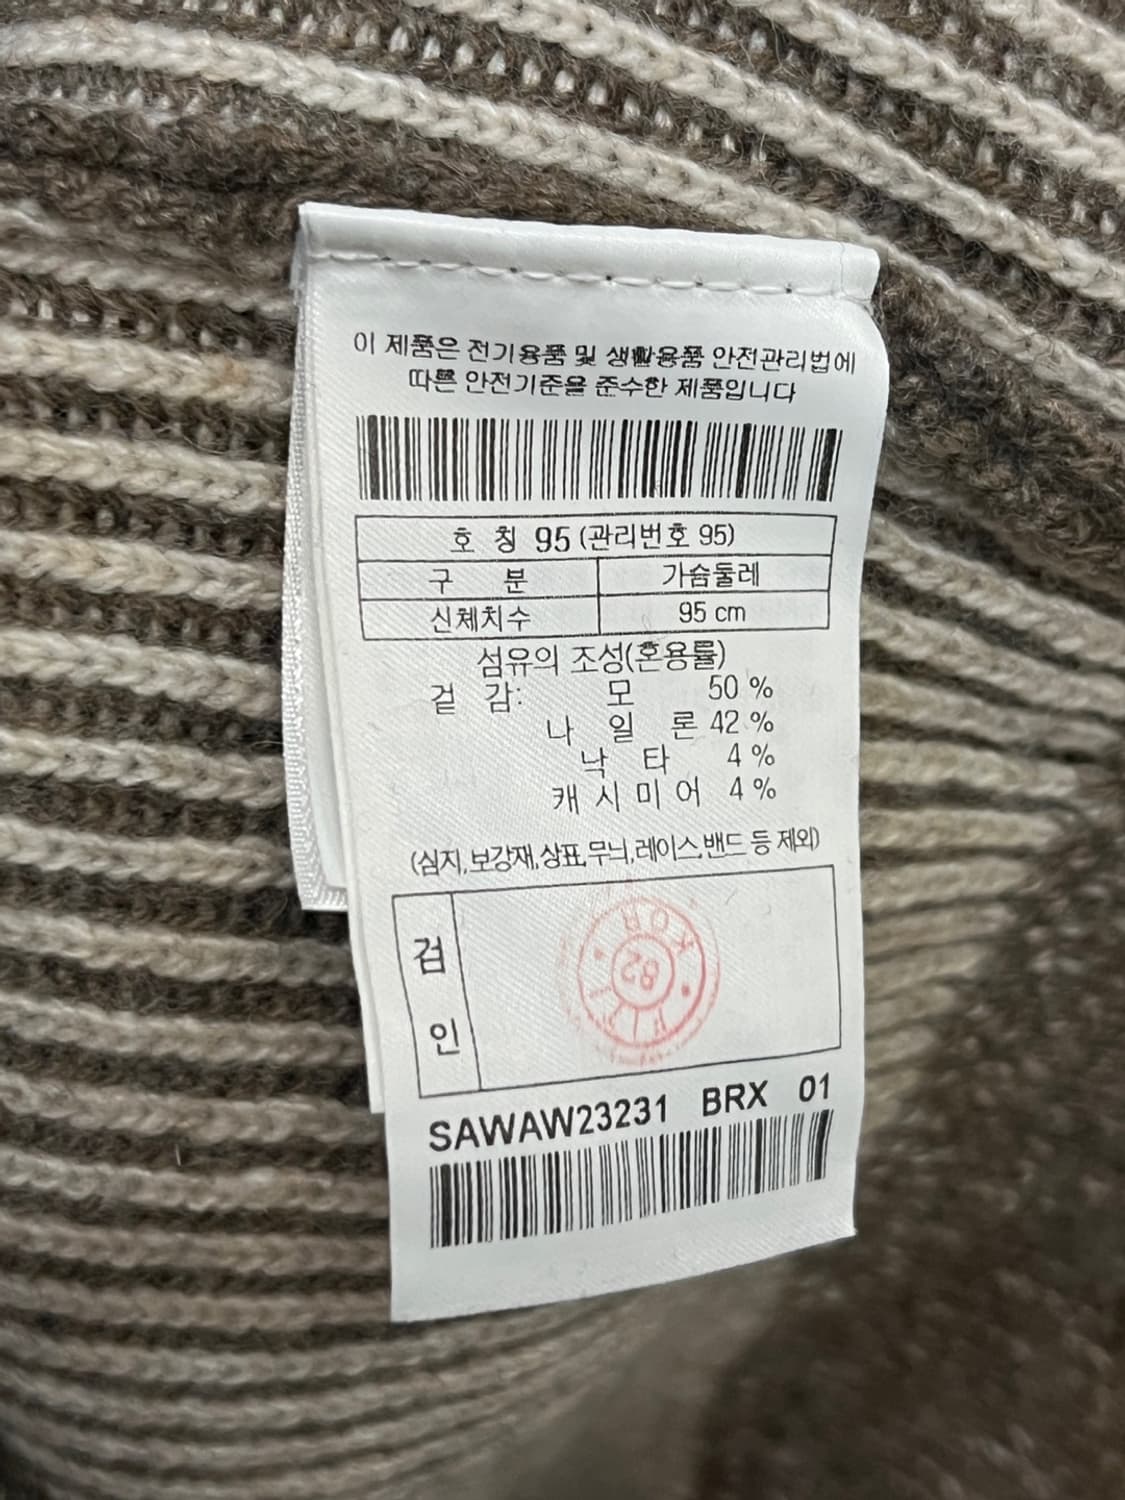 이 제품은 전기용품 및 생활용품 안전관리법에
따른 안전기준을 준수한 제품입니다
호 칭 95 (관리번호 95)
구 분 가슴둘레
신체치수 95 cm
섬유의 조성(혼용률)
겉 감: 모 50 %
나 일 론 42 %
낙 타 4 %
캐 시 미 어 4 %
(심지,보강재,상표,무늬,레이스,밴드 등 제외)
검
인
KOR
82
FITI
SAWAW23231 BRX 01